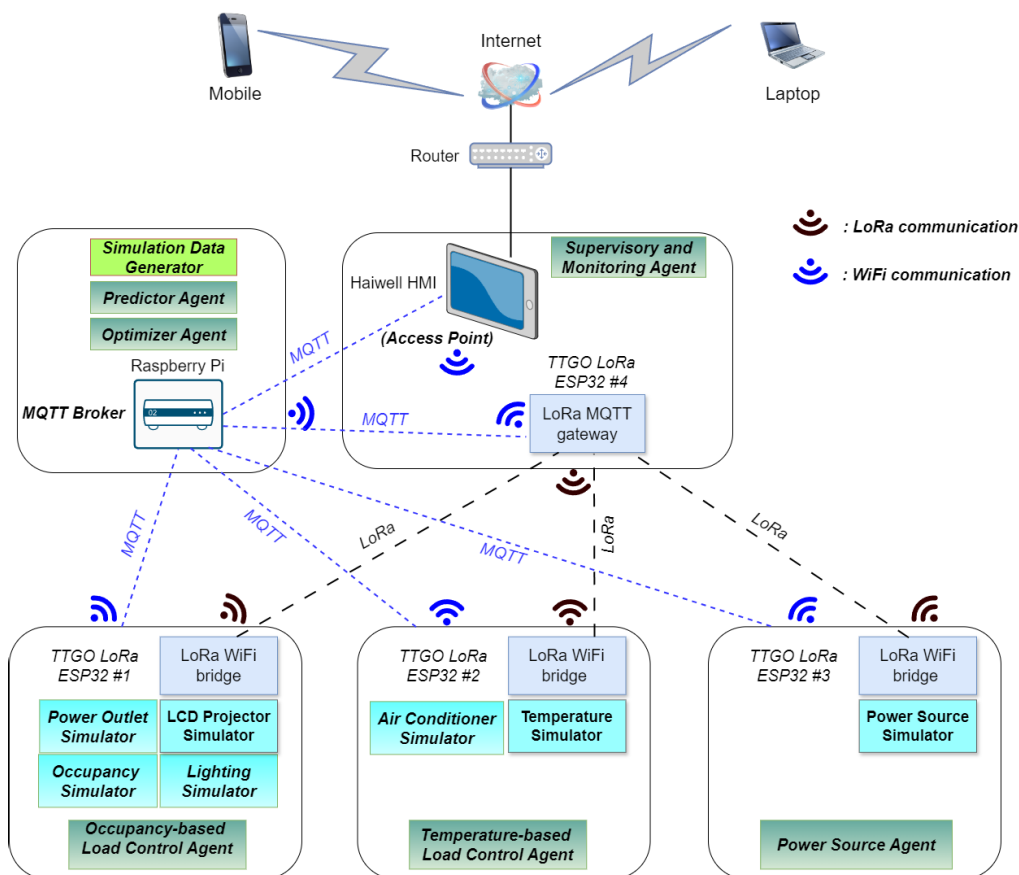 Internet
Mobile
Laptop
Router
: LoRa communication
: WiFi communication
Simulation Data
Generator
Predictor Agent
Optimizer Agent
Raspberry Pi
MQTT Broker
02
Supervisory and
Monitoring Agent
Haiwell HMI
(Access Point)
TTGO LoRa
ESP32 #4
LoRa MQTT
gateway
MQTT
MQTT
MQTT
MQTT
MQTT
LoRa
LoRa
LoRa
TTGO LoRa
ESP32 #1
LoRa WiFi
bridge
Power Outlet
Simulator
LCD Projector
Simulator
Occupancy
Simulator
Lighting
Simulator
Occupancy-based
Load Control Agent
TTGO LoRa
ESP32 #2
LoRa WiFi
bridge
Air Conditioner
Simulator
Temperature
Simulator
Temperature-based
Load Control Agent
TTGO LoRa
ESP32 #3
LoRa WiFi
bridge
Power Source
Simulator
Power Source Agent